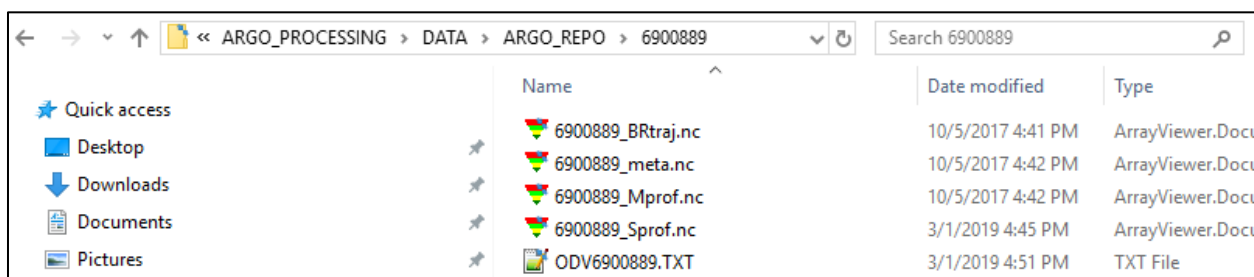 « ARGO_PROCESSING > DATA > ARGO_REPO > 6900889 Search 6900889
Name Date modified Type
Quick access
6900889_BRtraj.nc 10/5/2017 4:41 PM ArrayViewer.Docu
Desktop
6900889_meta.nc 10/5/2017 4:42 PM ArrayViewer.Docu
Downloads
6900889_Mprof.nc 10/5/2017 4:42 PM ArrayViewer.Docu
Documents
6900889_Sprof.nc 3/1/2019 4:45 PM ArrayViewer.Docu
Pictures
ODV6900889.TXT 3/1/2019 4:51 PM TXT File